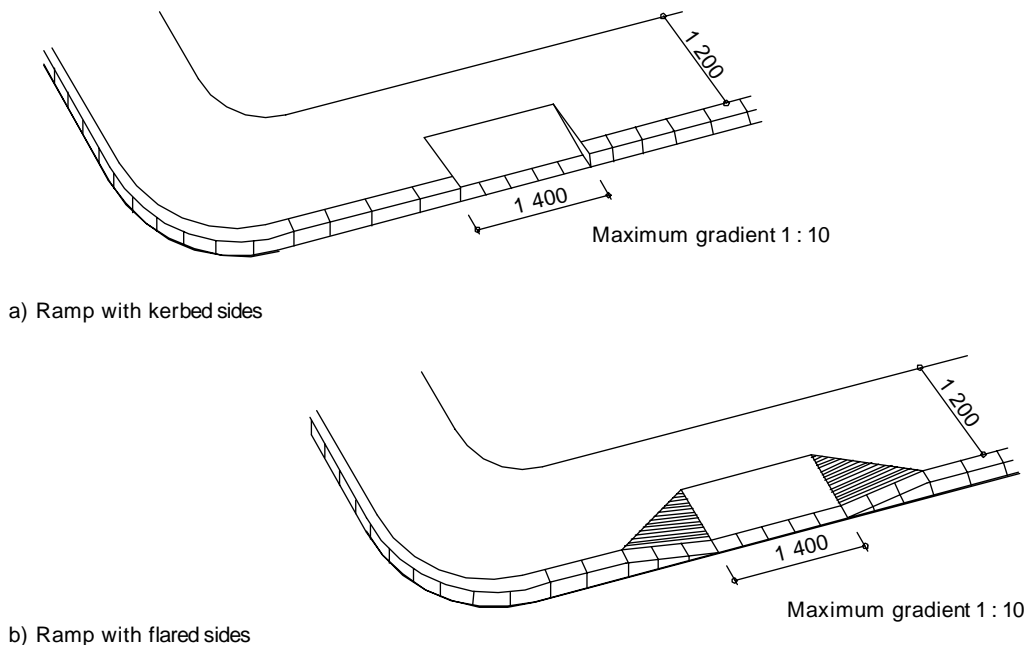 1 200
1 400
Maximum gradient 1 : 10
a) Ramp with kerbed sides
1 200
1 400
Maximum gradient 1 : 10
b) Ramp with flared sides